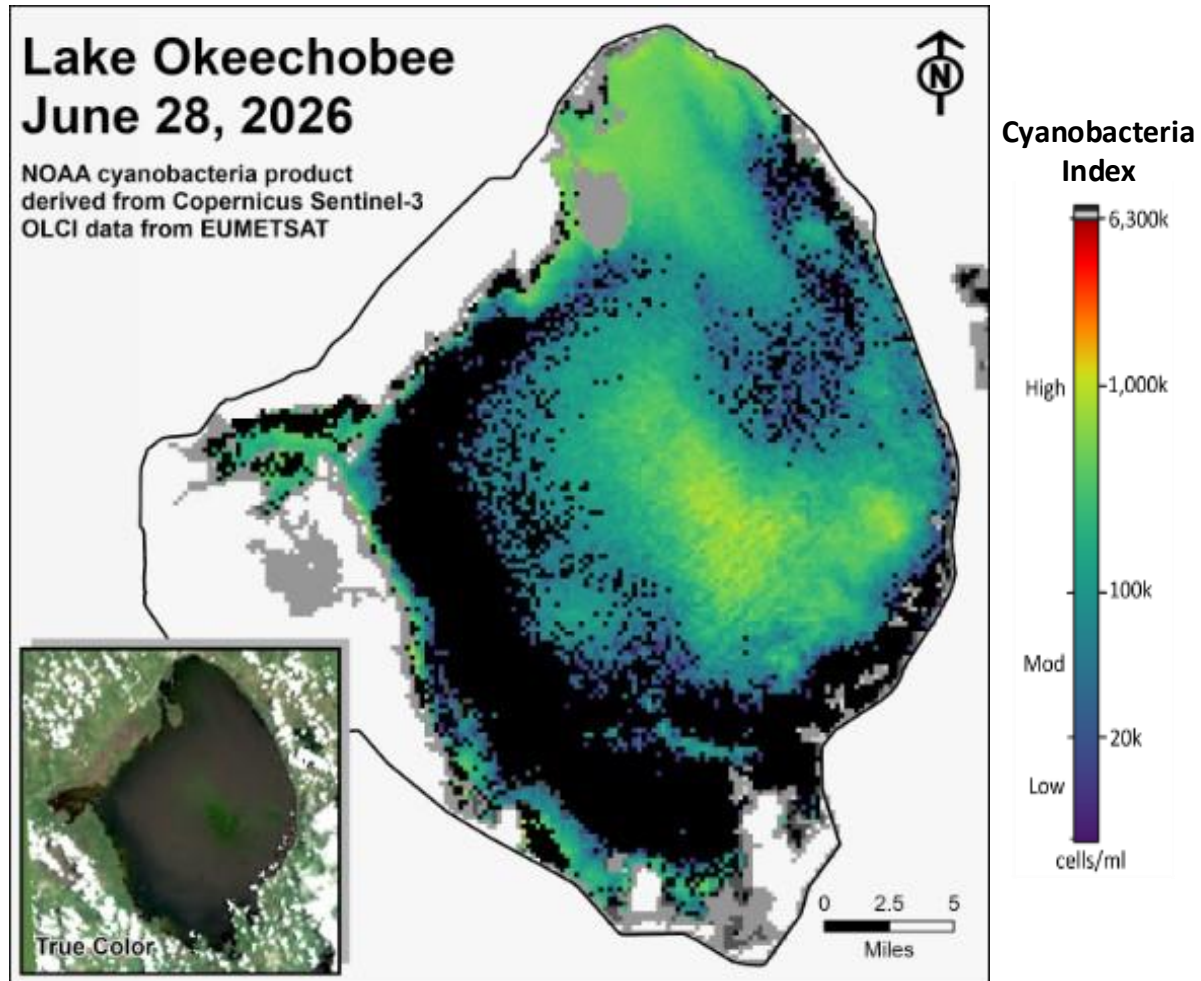 Lake Okeechobee
June 28, 2026
NOAA cyanobacteria product
derived from Copernicus Sentinel-3
OLCI data from EUMETSAT
N
Cyanobacteria
Index
6,300k
High
1,000k
100k
Mod
20k
Low
cells/ml
True Color
0 2.5 5
Miles